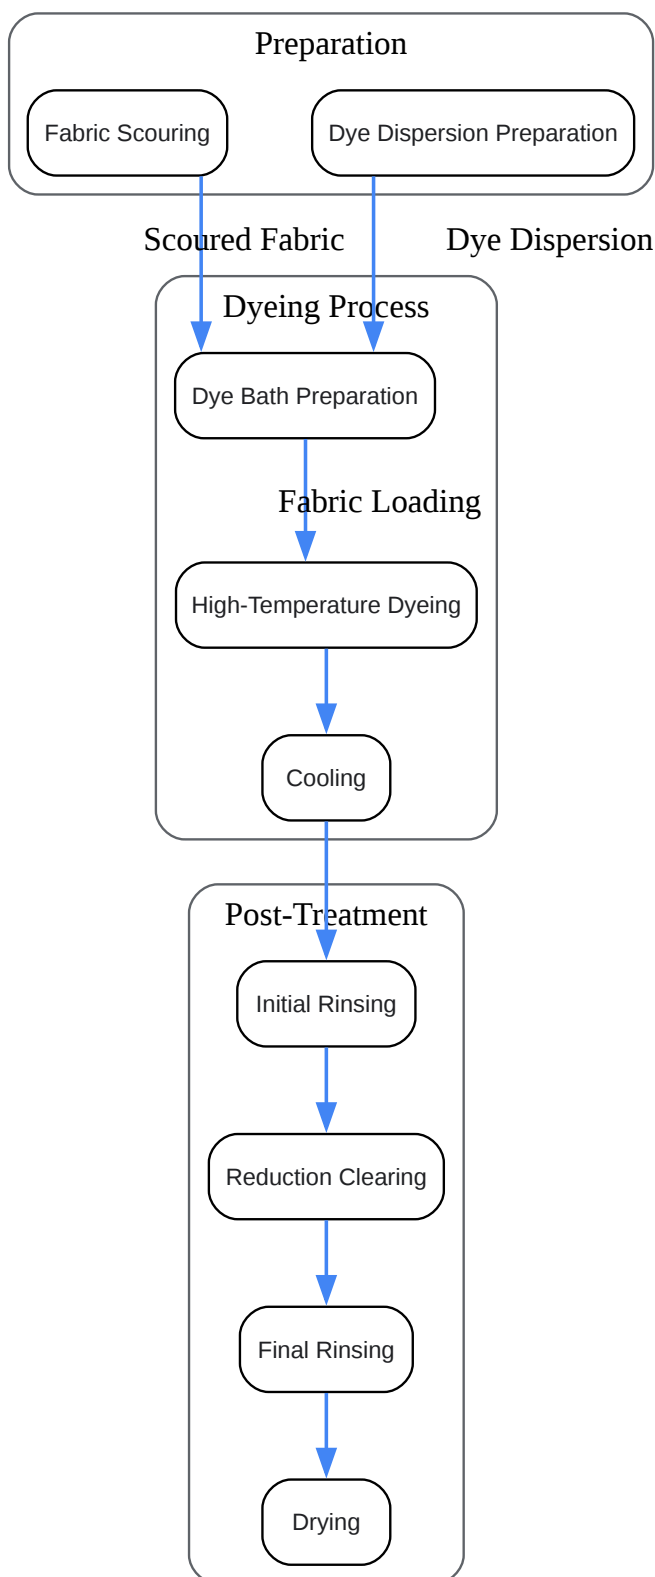 Preparation
Fabric Scouring
Dye Dispersion Preparation
Scoured Fabric
Dye Dispersion
Dyeing Process
Dye Bath Preparation
Fabric Loading
High-Temperature Dyeing
Cooling
Post-Treatment
Initial Rinsing
Reduction Clearing
Final Rinsing
Drying